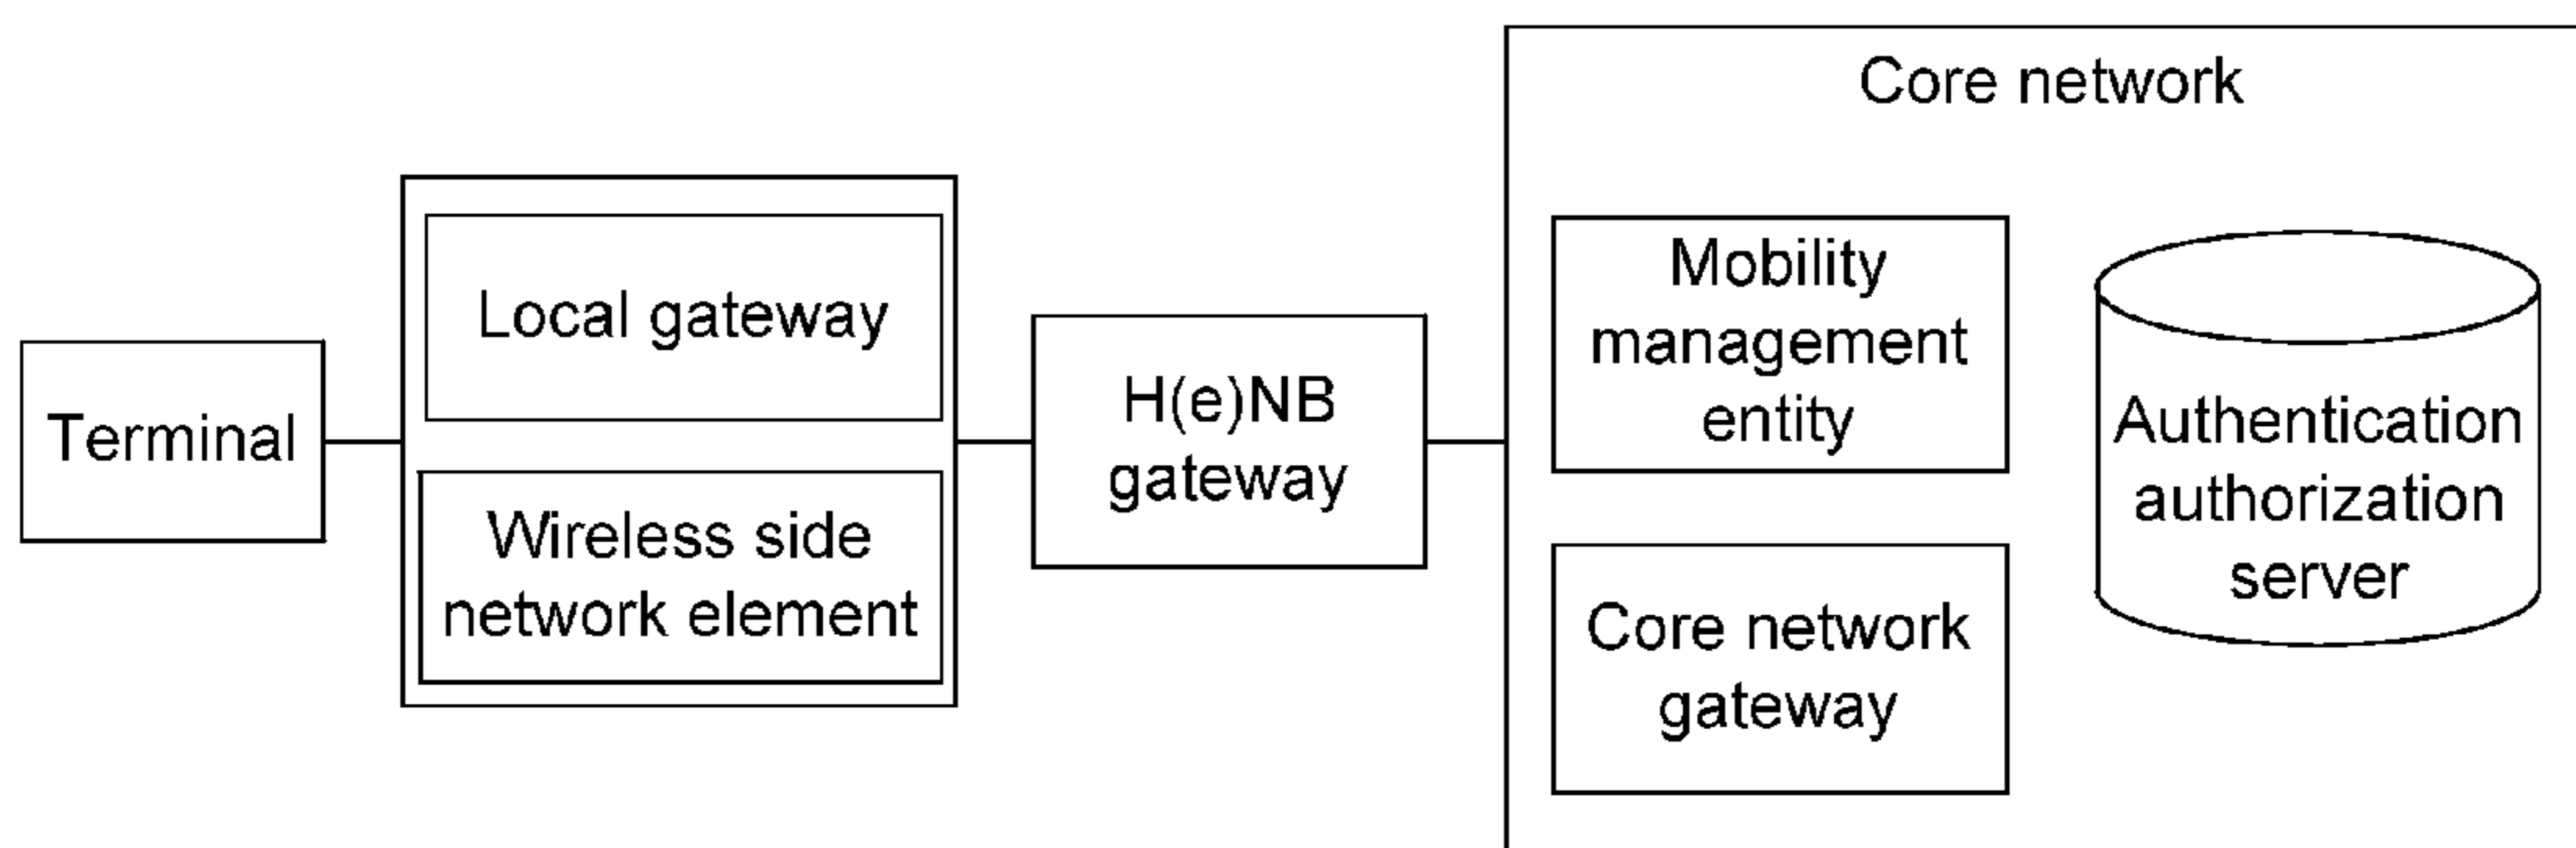 Core network
Terminal
Local gateway
Wireless side
network element
H(e)NB
gateway
Mobility
management
entity
Core network
gateway
Authentication
authorization
server